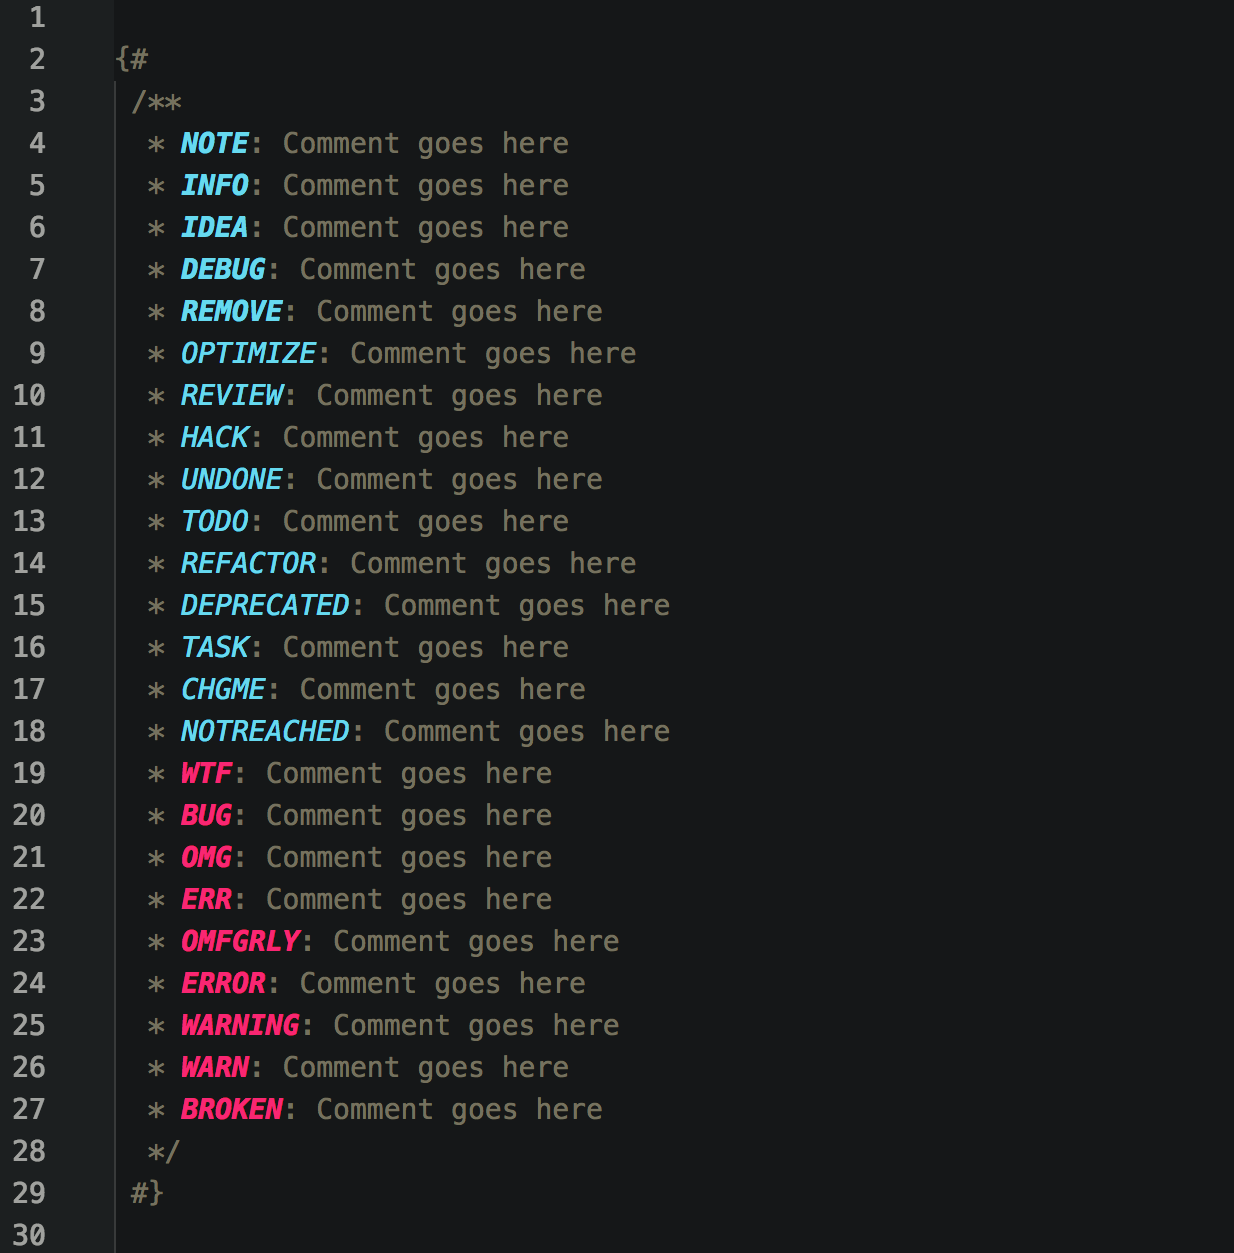 1
2 {#
3 /**
4 * NOTE: Comment goes here
5 * INFO: Comment goes here
6 * IDEA: Comment goes here
7 * DEBUG: Comment goes here
8 * REMOVE: Comment goes here
9 * OPTIMIZE: Comment goes here
10 * REVIEW: Comment goes here
11 * HACK: Comment goes here
12 * UNDONE: Comment goes here
13 * TODO: Comment goes here
14 * REFACTOR: Comment goes here
15 * DEPRECATED: Comment goes here
16 * TASK: Comment goes here
17 * CHGME: Comment goes here
18 * NOTREACHED: Comment goes here
19 * WTF: Comment goes here
20 * BUG: Comment goes here
21 * OMG: Comment goes here
22 * ERR: Comment goes here
23 * OMFGRLY: Comment goes here
24 * ERROR: Comment goes here
25 * WARNING: Comment goes here
26 * WARN: Comment goes here
27 * BROKEN: Comment goes here
28 */
29 #}
30